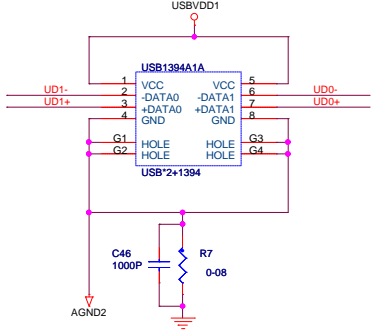 USBVDD1
USB1394A1A
1 VCC VCC 5
UD1- 2 -DATA0 -DATA1 6 UD0-
UD1+ 3 +DATA0 +DATA1 7 UD0+
4 GND GND 8
G1 HOLE HOLE G3
G2 HOLE HOLE G4
USB*2+1394
C46 R7
1000P 0-08
AGND2